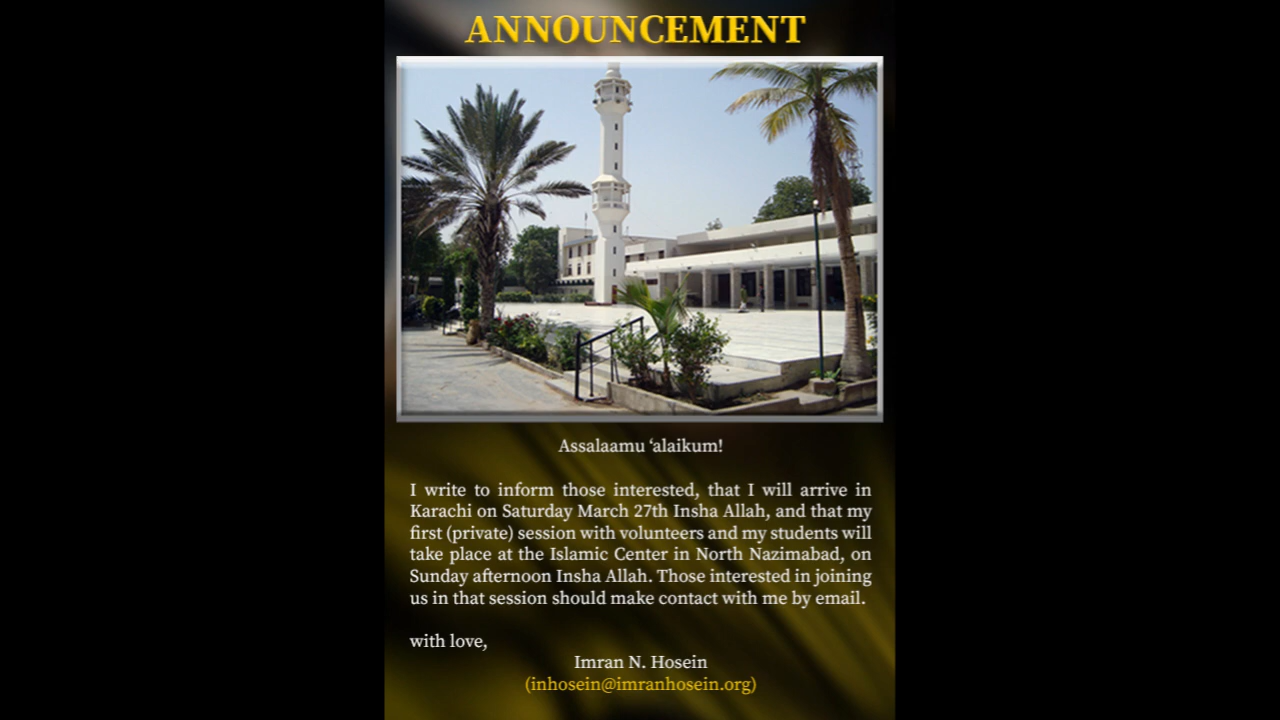 ANNOUNCEMENT
Assalaamu ‘alaikum!
I write to inform those interested, that I will arrive in
Karachi on Saturday March 27th Insha Allah, and that my
first (private) session with volunteers and my students will
take place at the Islamic Center in North Nazimabad, on
Sunday afternoon Insha Allah. Those interested in joining
us in that session should make contact with me by email.
with love,
Imran N. Hosein
(inhosein@imranhosein.org)